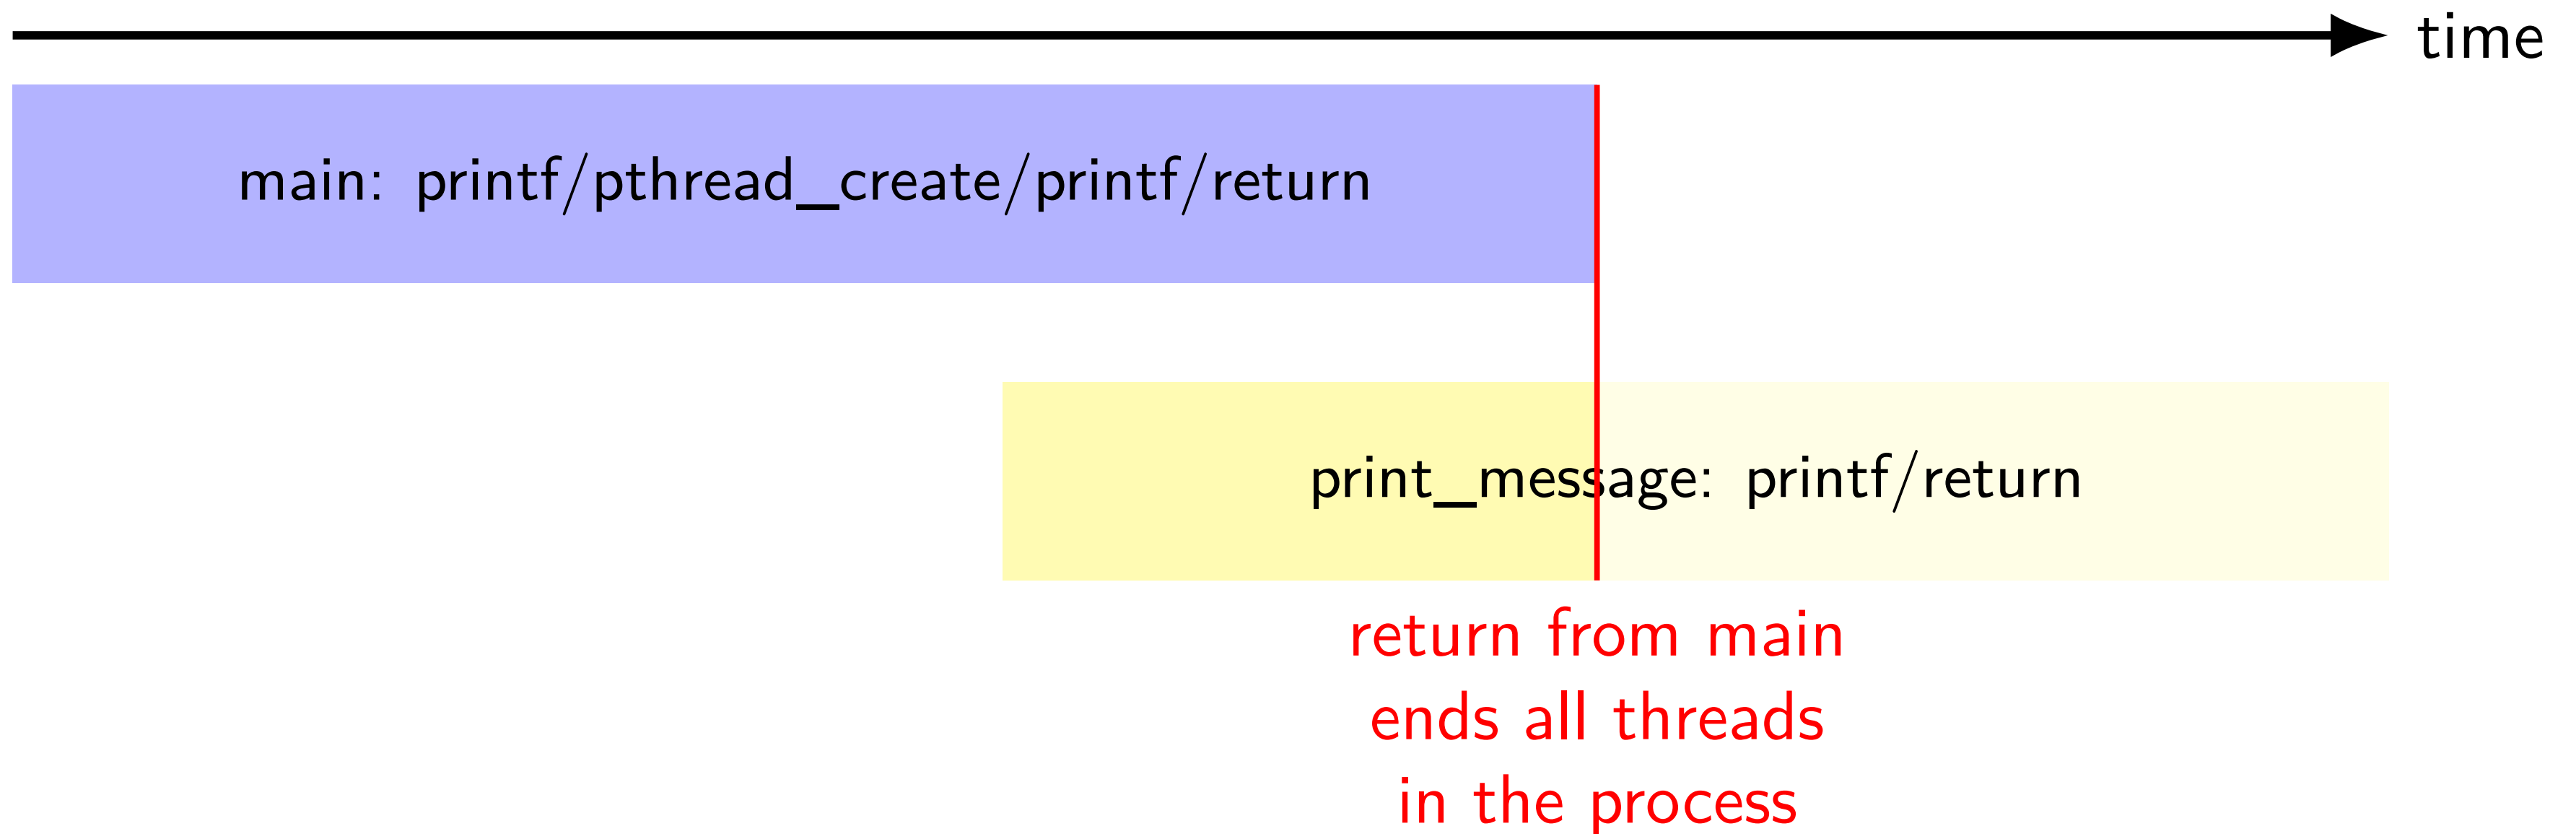 time
main: printf/pthread_create/printf/return
print_message: printf/return
return from main
ends all threads
in the process